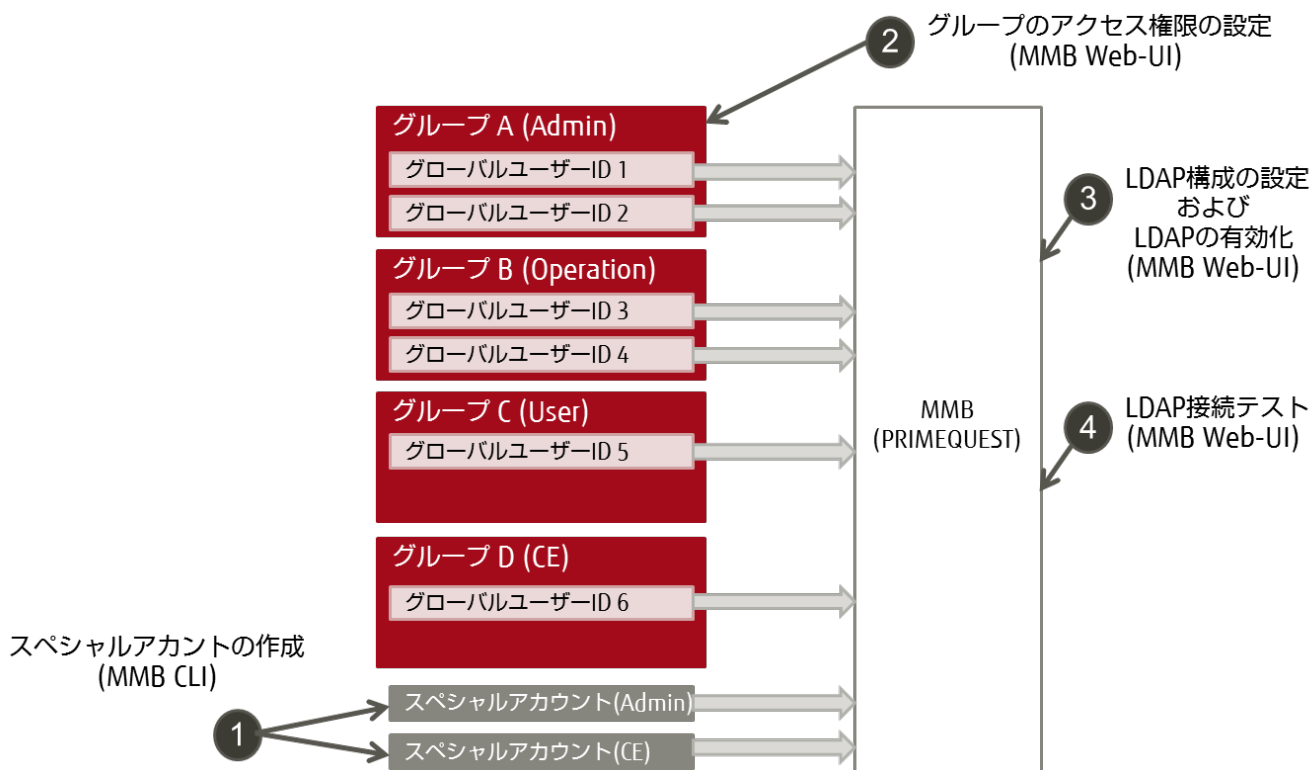 2
グループのアクセス権限の設定
(MMB Web-UI)
グループ A (Admin)
グローバルユーザーID 1
グローバルユーザーID 2
グループ B (Operation)
グローバルユーザーID 3
グローバルユーザーID 4
グループ C (User)
グローバルユーザーID 5
グループ D (CE)
グローバルユーザーID 6
スペシャルアカントの作成
(MMB CLI)
1
スペシャルアカウント(Admin)
スペシャルアカウント(CE)
MMB
(PRIMEQUEST)
3
LDAP構成の設定
および
LDAPの有効化
(MMB Web-UI)
4
LDAP接続テスト
(MMB Web-UI)